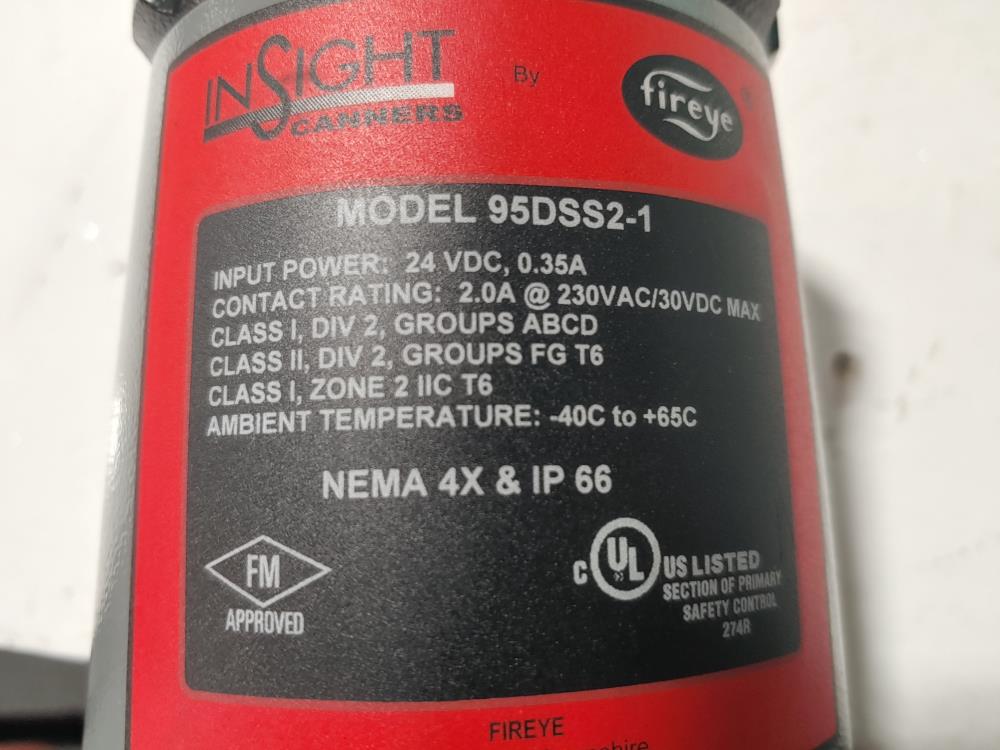 INSIGHT
SCANNERS
By
fireye
®
MODEL 95DSS2-1
INPUT POWER: 24 VDC, 0.35A
CONTACT RATING: 2.0A @ 230VAC/30VDC MAX
CLASS I, DIV 2, GROUPS ABCD
CLASS II, DIV 2, GROUPS FG T6
CLASS I, ZONE 2 IIC T6
AMBIENT TEMPERATURE: -40C to +65C
NEMA 4X & IP 66
FM
APPROVED
C UL US LISTED
SECTION OF PRIMARY
SAFETY CONTROL
274R
FIREYE